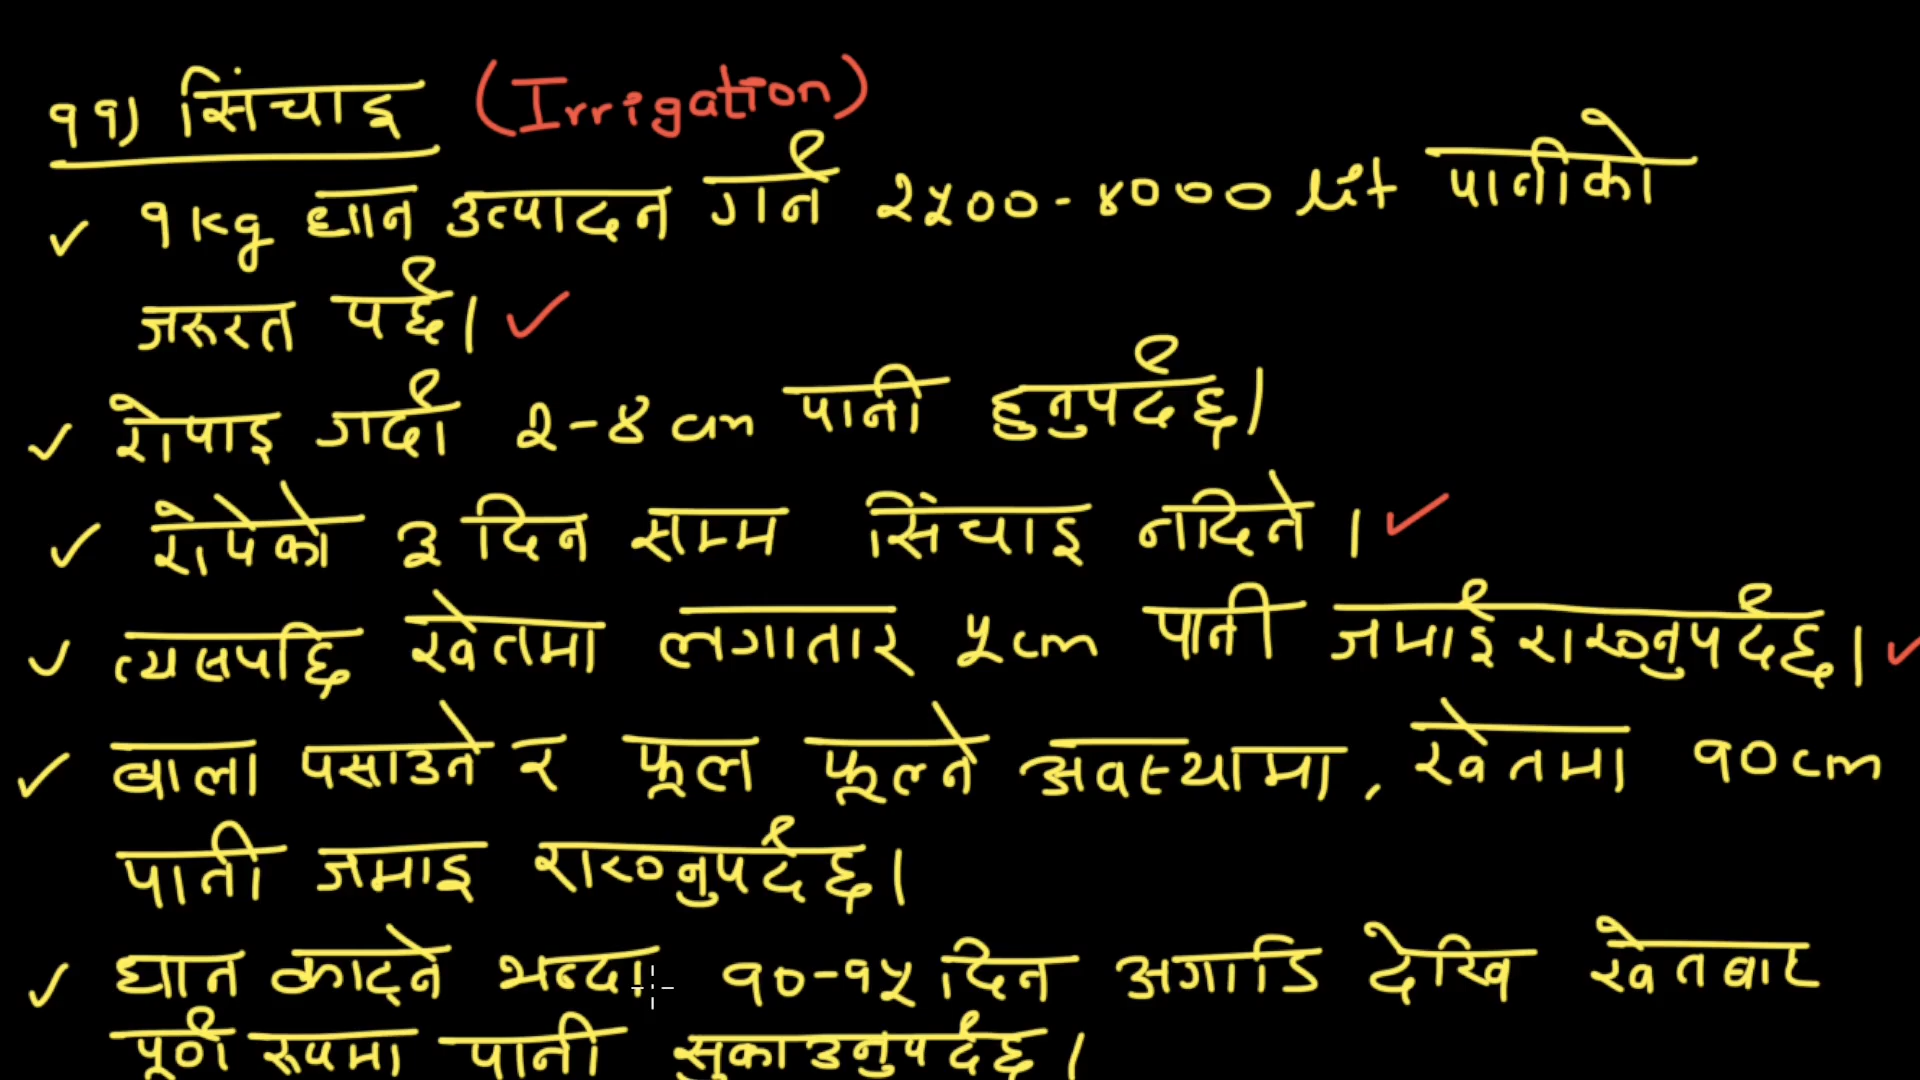 ११) सिंचाइ (Irrigation)
१kg धान उत्पादन गर्न २५००-४००० lit पानीको
जरुरत पर्छ।
रोपाइ गर्दा २-४ cm पानी हुनुपर्दछ।
रोपेको ३ दिन सम्म सिंचाइ नदिने।
त्यसपछि खेतमा लगातार ५cm पानी जमाई राख्नुपर्दछ।
बाला पसाउने र फूल फूल्ने अवस्थामा, खेतमा १०cm
पानी जमाइ राख्नुपर्दछ।
धान काट्ने भन्दा १०-१५ दिन अगाडि देखि खेतबाट
पूर्ण रुपमा पानी सुकाउनुपर्दछ।